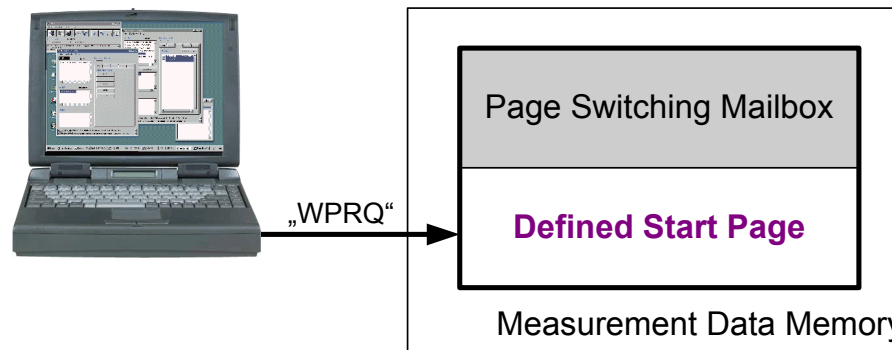 Page Switching Mailbox
„WPRQ“
Defined Start Page
Measurement Data Memory